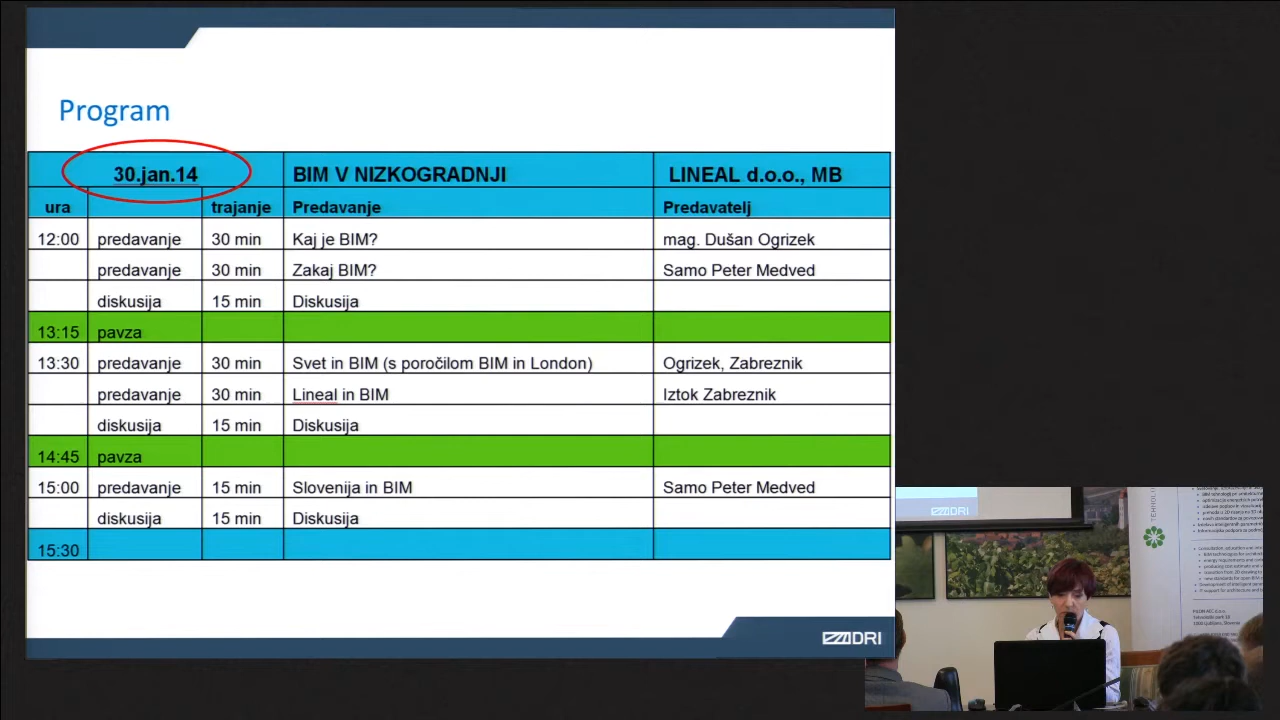 Program
30.jan.14 BIM V NIZKOGRADNJI LINEAL d.o.o., MB
ura trajanje Predavanje Predavatelj
12:00 predavanje 30 min Kaj je BIM? mag. Dušan Ogrizek
predavanje 30 min Zakaj BIM? Samo Peter Medved
diskusija 15 min Diskusija
13:15 pavza
13:30 predavanje 30 min Svet in BIM (s poročilom BIM in London) Ogrizek, Zabreznik
predavanje 30 min Lineal in BIM Iztok Zabreznik
diskusija 15 min Diskusija
14:45 pavza
15:00 predavanje 15 min Slovenija in BIM Samo Peter Medved
diskusija 15 min Diskusija
15:30
DRI
DRI